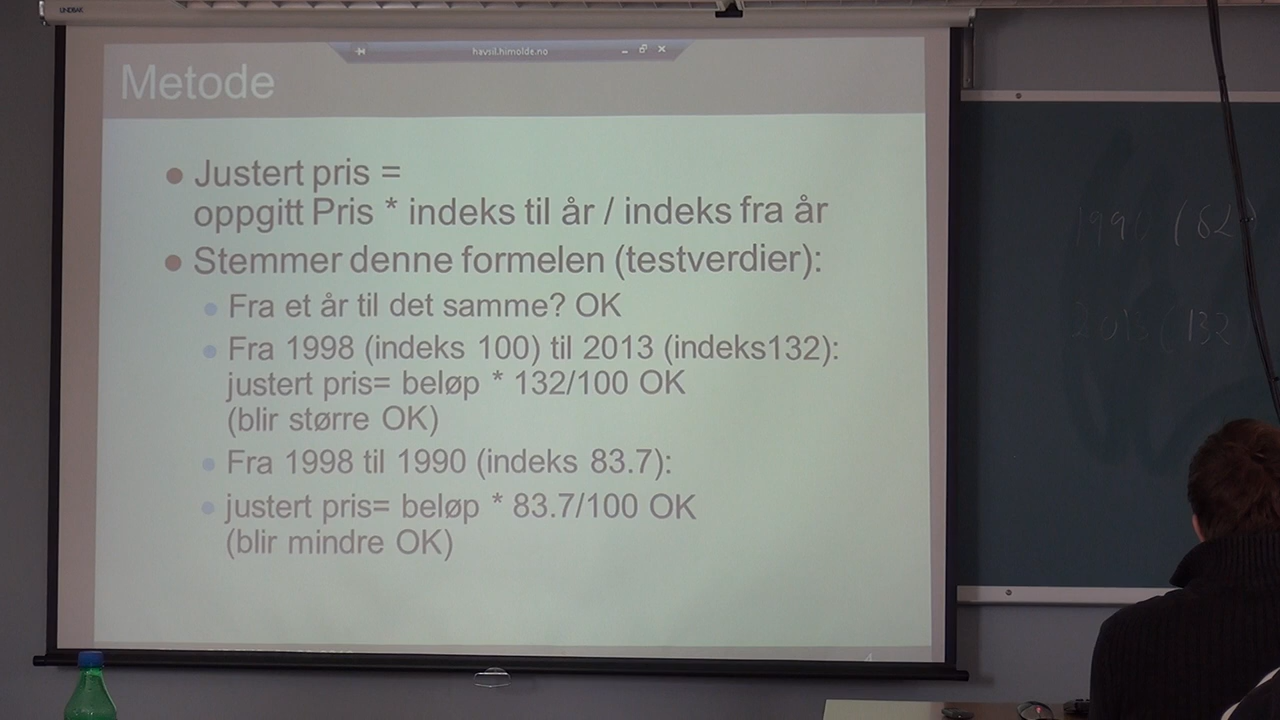 LINDBAK
havsil.himolde.no
Metode
Justert pris =
oppgitt Pris * indeks til år / indeks fra år
Stemmer denne formelen (testverdier):
Fra et år til det samme? OK
Fra 1998 (indeks 100) til 2013 (indeks132):
justert pris= beløp * 132/100 OK
(blir større OK)
Fra 1998 til 1990 (indeks 83.7):
justert pris= beløp * 83.7/100 OK
(blir mindre OK)
4
2013 (132